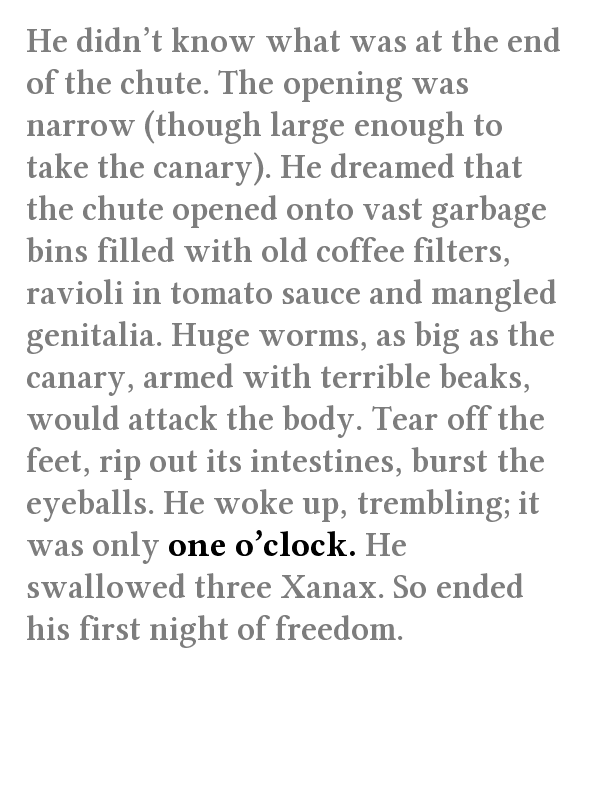 He didn’t know what was at the end
of the chute. The opening was
narrow (though large enough to
take the canary). He dreamed that
the chute opened onto vast garbage
bins filled with old coffee filters,
ravioli in tomato sauce and mangled
genitalia. Huge worms, as big as the
canary, armed with terrible beaks,
would attack the body. Tear off the
feet, rip out its intestines, burst the
eyeballs. He woke up, trembling; it
was only one o’clock. He
swallowed three Xanax. So ended
his first night of freedom.